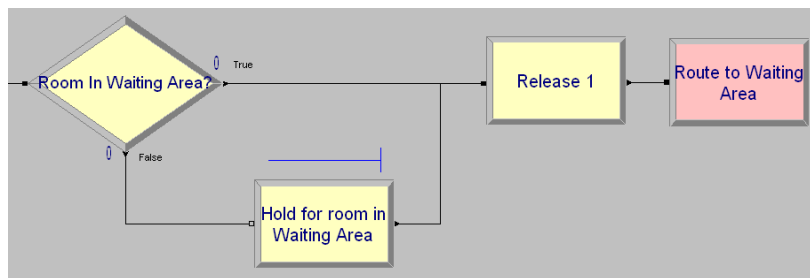 Room In Waiting Area?
0
True
0
False
Hold for room in
Waiting Area
Release 1
Route to Waiting
Area